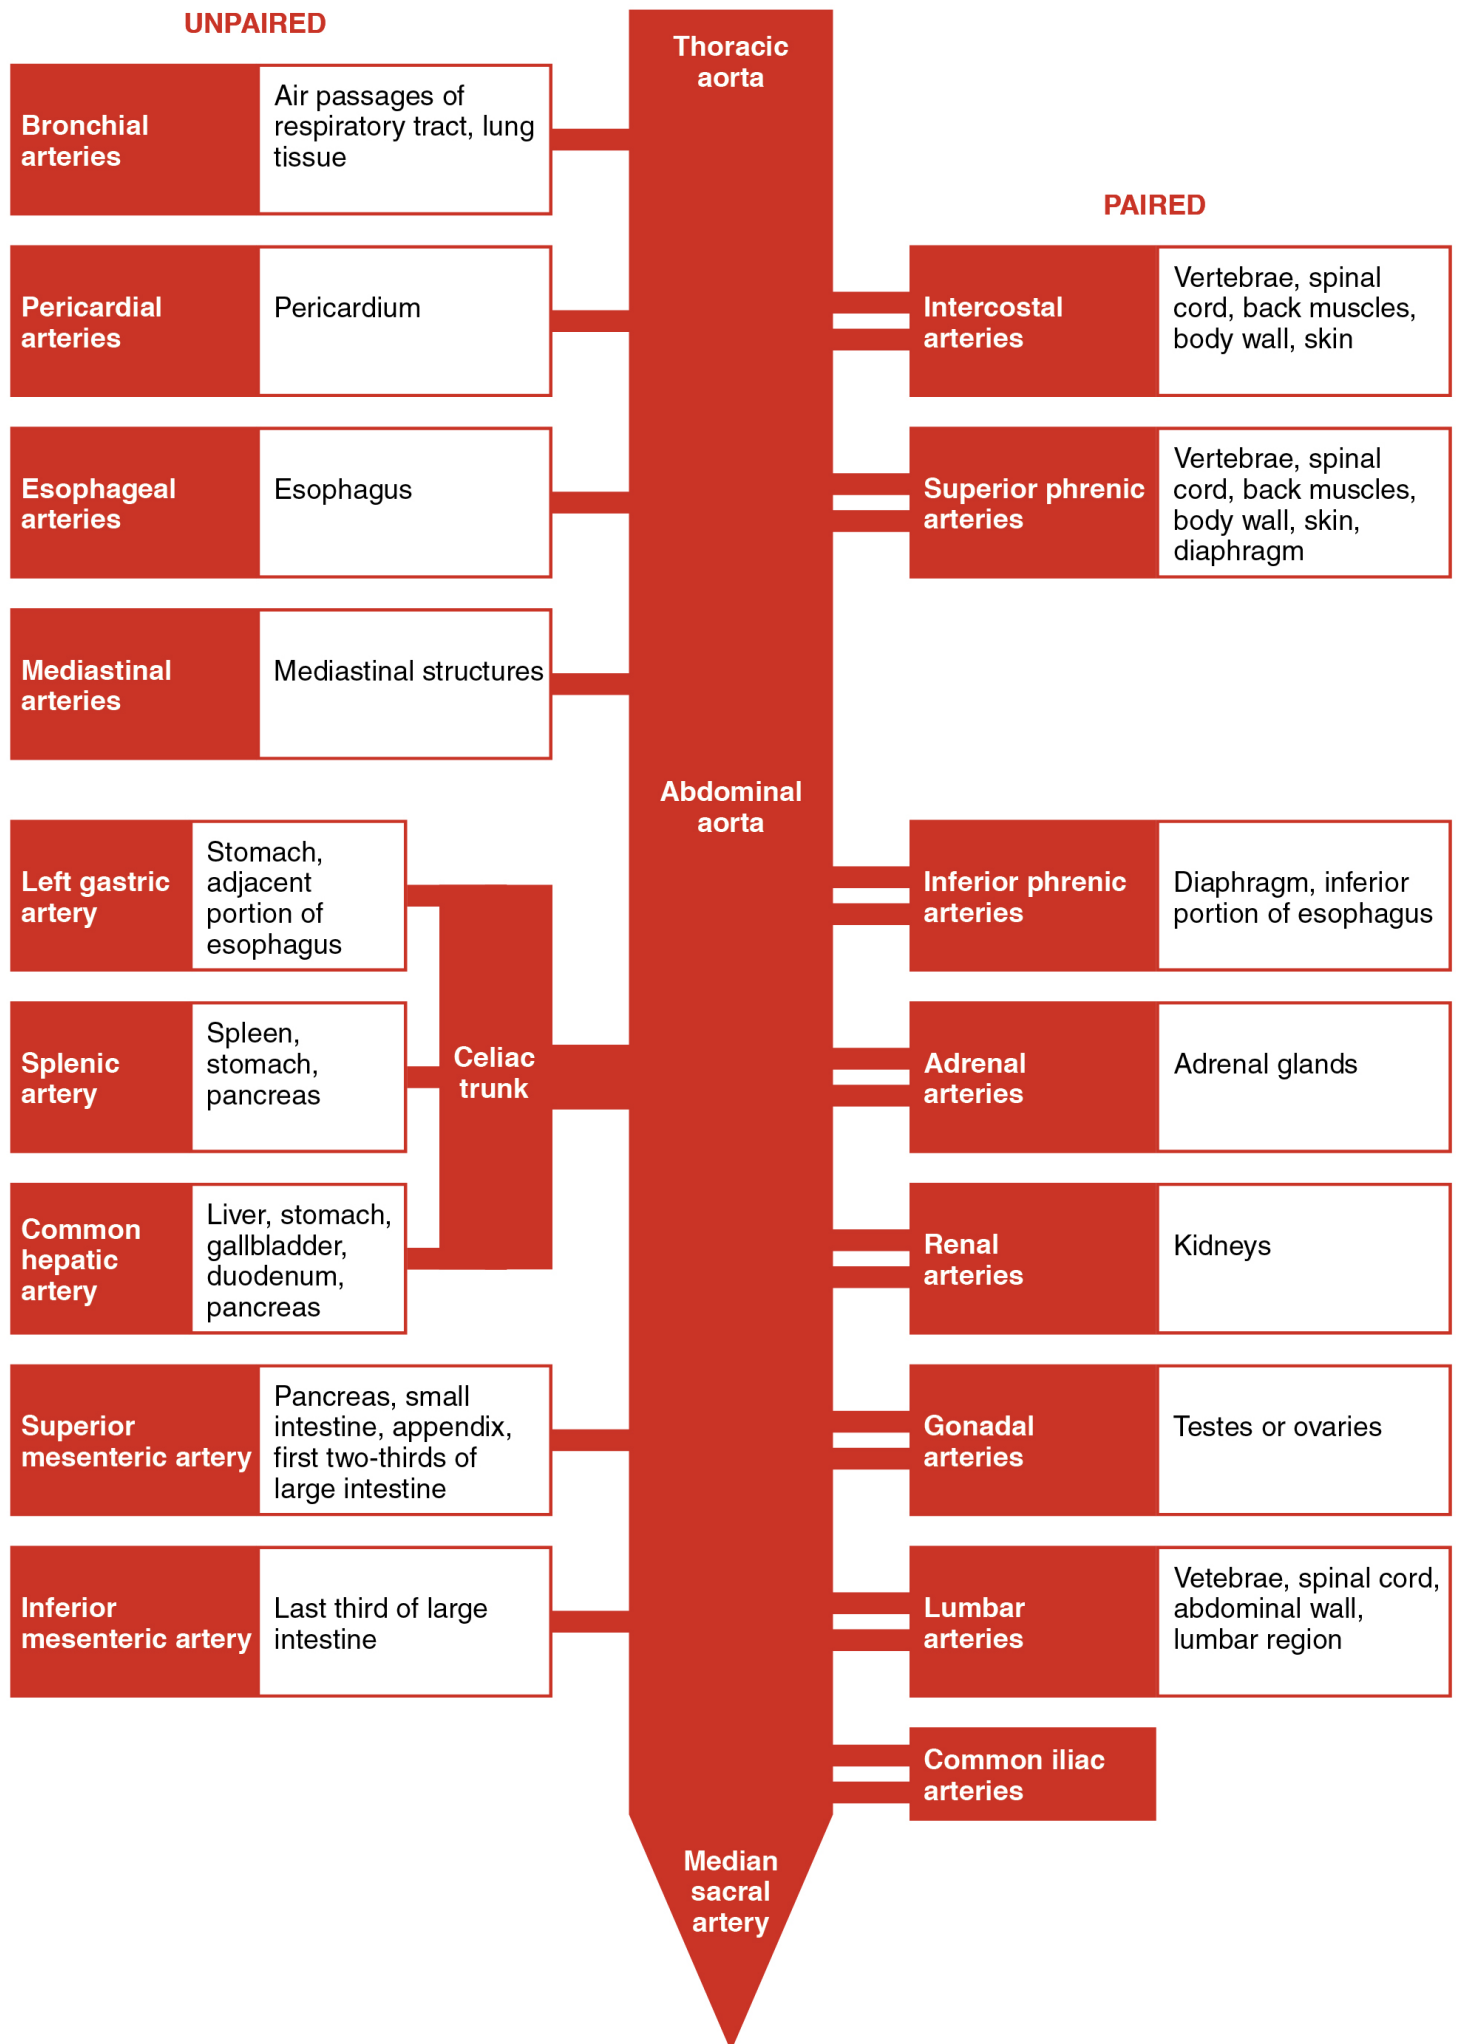 UNPAIRED
Thoracic
aorta
Bronchial
arteries
Air passages of
respiratory tract, lung
tissue
PAIRED
Pericardial
arteries
Pericardium
Intercostal
arteries
Vertebrae, spinal
cord, back muscles,
body wall, skin
Esophageal
arteries
Esophagus
Superior phrenic
arteries
Vertebrae, spinal
cord, back muscles,
body wall, skin,
diaphragm
Mediastinal
arteries
Mediastinal structures
Abdominal
aorta
Left gastric
artery
Stomach,
adjacent
portion of
esophagus
Inferior phrenic
arteries
Diaphragm, inferior
portion of esophagus
Splenic
artery
Spleen,
stomach,
pancreas
Celiac
trunk
Adrenal
arteries
Adrenal glands
Common
hepatic
artery
Liver, stomach,
gallbladder,
duodenum,
pancreas
Renal
arteries
Kidneys
Superior
mesenteric artery
Pancreas, small
intestine, appendix,
first two-thirds of
large intestine
Gonadal
arteries
Testes or ovaries
Inferior
mesenteric artery
Last third of large
intestine
Lumbar
arteries
Vetebrae, spinal cord,
abdominal wall,
lumbar region
Common iliac
arteries
Median
sacral
artery